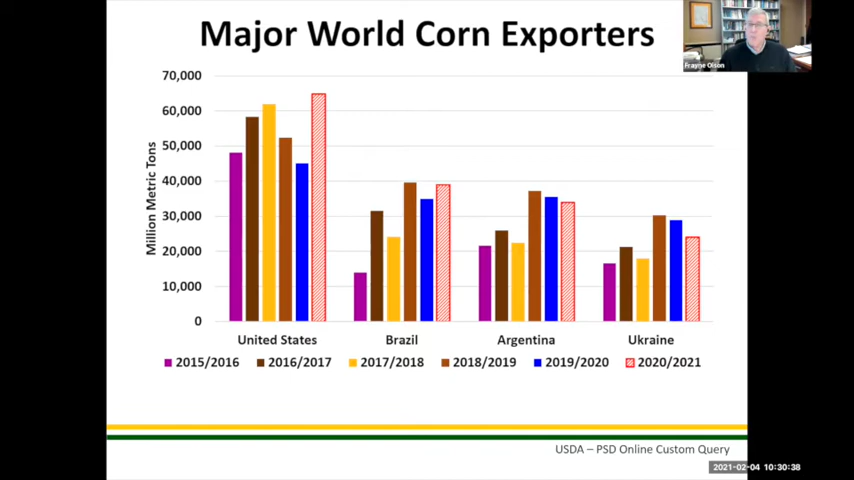 Major World Corn Exporters
Frayne Olson
Million Metric Tons
70,000
60,000
50,000
40,000
30,000
20,000
10,000
0
United States Brazil Argentina Ukraine
2015/2016 2016/2017 2017/2018 2018/2019 2019/2020 2020/2021
USDA – PSD Online Custom Query
2021-02-04 10:30:38